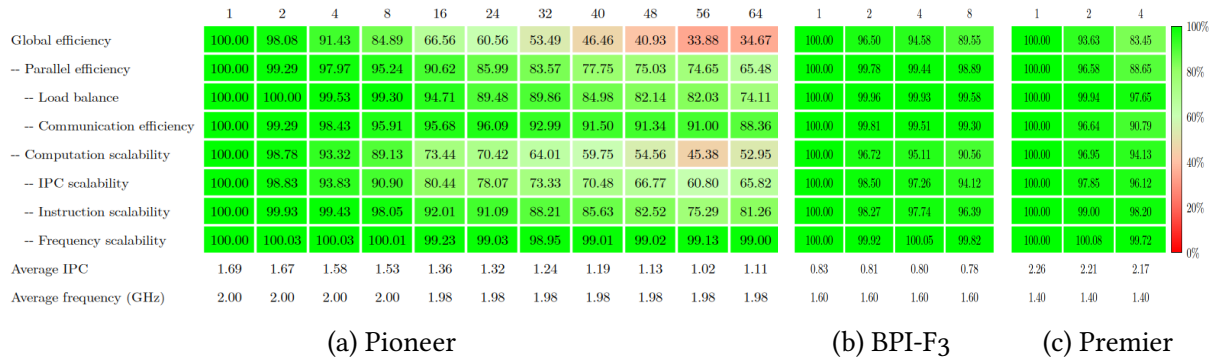 1 2 4 8 16 24 32 40 48 56 64 1 2 4 8 1 2 4
Global efficiency 100.00 98.08 91.43 84.89 66.56 60.56 53.49 46.46 40.93 33.88 34.67 100.00 96.50 94.58 89.55 100.00 93.63 83.45 100%
-- Parallel efficiency 100.00 99.29 97.97 95.24 90.62 85.99 83.57 77.75 75.03 74.65 65.48 100.00 99.78 99.44 98.89 100.00 96.58 88.65 80%
-- Load balance 100.00 100.00 99.53 99.30 94.71 89.48 89.86 84.98 82.14 82.03 74.11 100.00 99.96 99.93 99.58 100.00 99.94 97.65
-- Communication efficiency 100.00 99.29 98.43 95.91 95.68 96.09 92.99 91.50 91.34 91.00 88.36 100.00 99.81 99.51 99.30 100.00 96.64 90.79 60%
-- Computation scalability 100.00 98.78 93.32 89.13 73.44 70.42 64.01 59.75 54.56 45.38 52.95 100.00 96.72 95.11 90.56 100.00 96.95 94.13 40%
-- IPC scalability 100.00 98.83 93.83 90.90 80.44 78.07 73.33 70.48 66.77 60.80 65.82 100.00 98.50 97.26 94.12 100.00 97.85 96.12
-- Instruction scalability 100.00 99.93 99.43 98.05 92.01 91.09 88.21 85.63 82.52 75.29 81.26 100.00 98.27 97.74 96.39 100.00 99.00 98.20 20%
-- Frequency scalability 100.00 100.03 100.03 100.01 99.23 99.03 98.95 99.01 99.02 99.13 99.00 100.00 99.92 100.05 99.82 100.00 100.08 99.72 0%
Average IPC 1.69 1.67 1.58 1.53 1.36 1.32 1.24 1.19 1.13 1.02 1.11 0.83 0.81 0.80 0.78 2.26 2.21 2.17
Average frequency (GHz) 2.00 2.00 2.00 2.00 1.98 1.98 1.98 1.98 1.98 1.98 1.98 1.60 1.60 1.60 1.60 1.40 1.40 1.40
(a) Pioneer (b) BPI-F3 (c) Premier